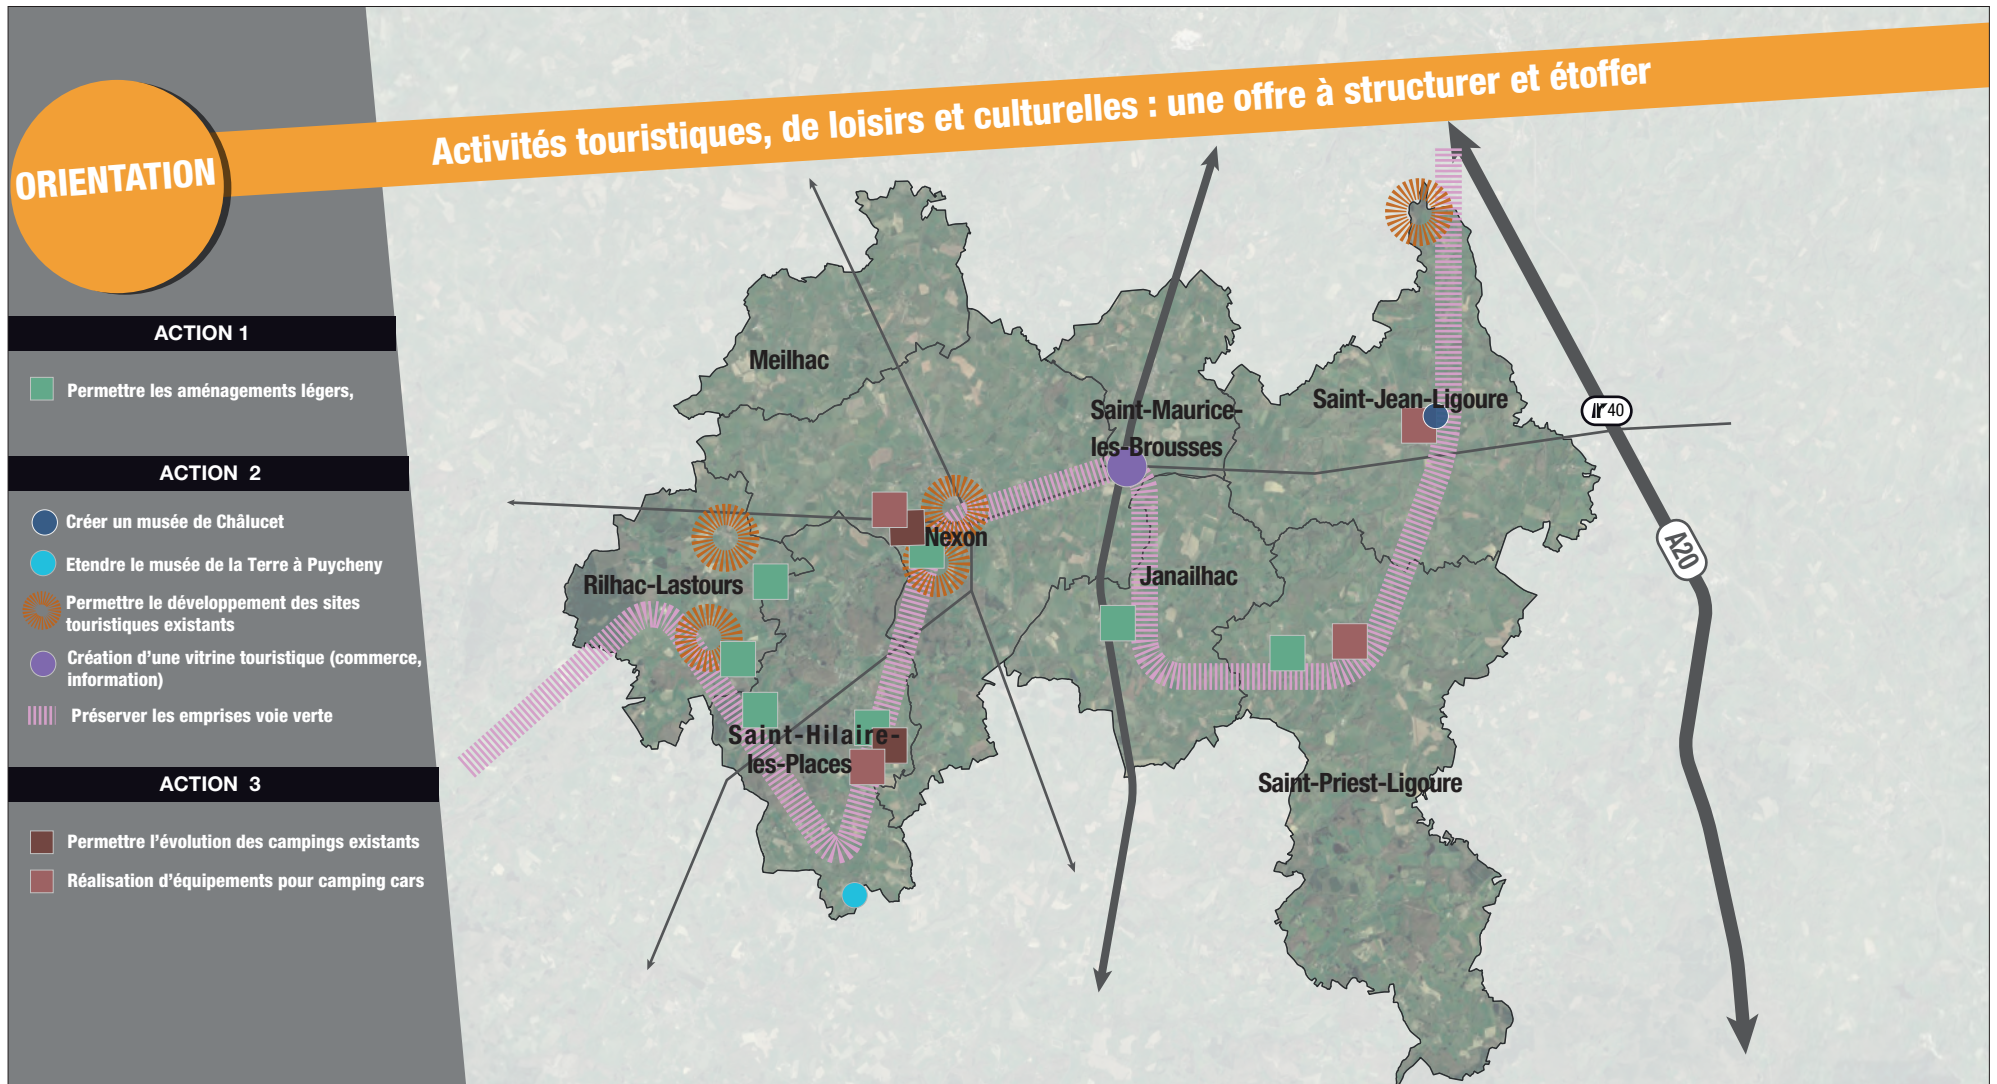 Activités touristiques, de loisirs et culturelles : une offre à structurer et étoffer
ORIENTATION
ACTION 1
Permettre les aménagements légers,
ACTION 2
Créer un musée de Châlucet
Etendre le musée de la Terre à Puycheny
Permettre le développement des sites
touristiques existants
Création d'une vitrine touristique (commerce,
information)
Préserver les emprises voie verte
ACTION 3
Permettre l'évolution des campings existants
Réalisation d'équipements pour camping cars
Meilhac
Saint-Maurice-
les-Brousses
Saint-Jean-Ligoure
40
A20
Nexon
Rilhac-Lastours
Janailhac
Saint-Hilaire-
les-Places
Saint-Priest-Ligoure